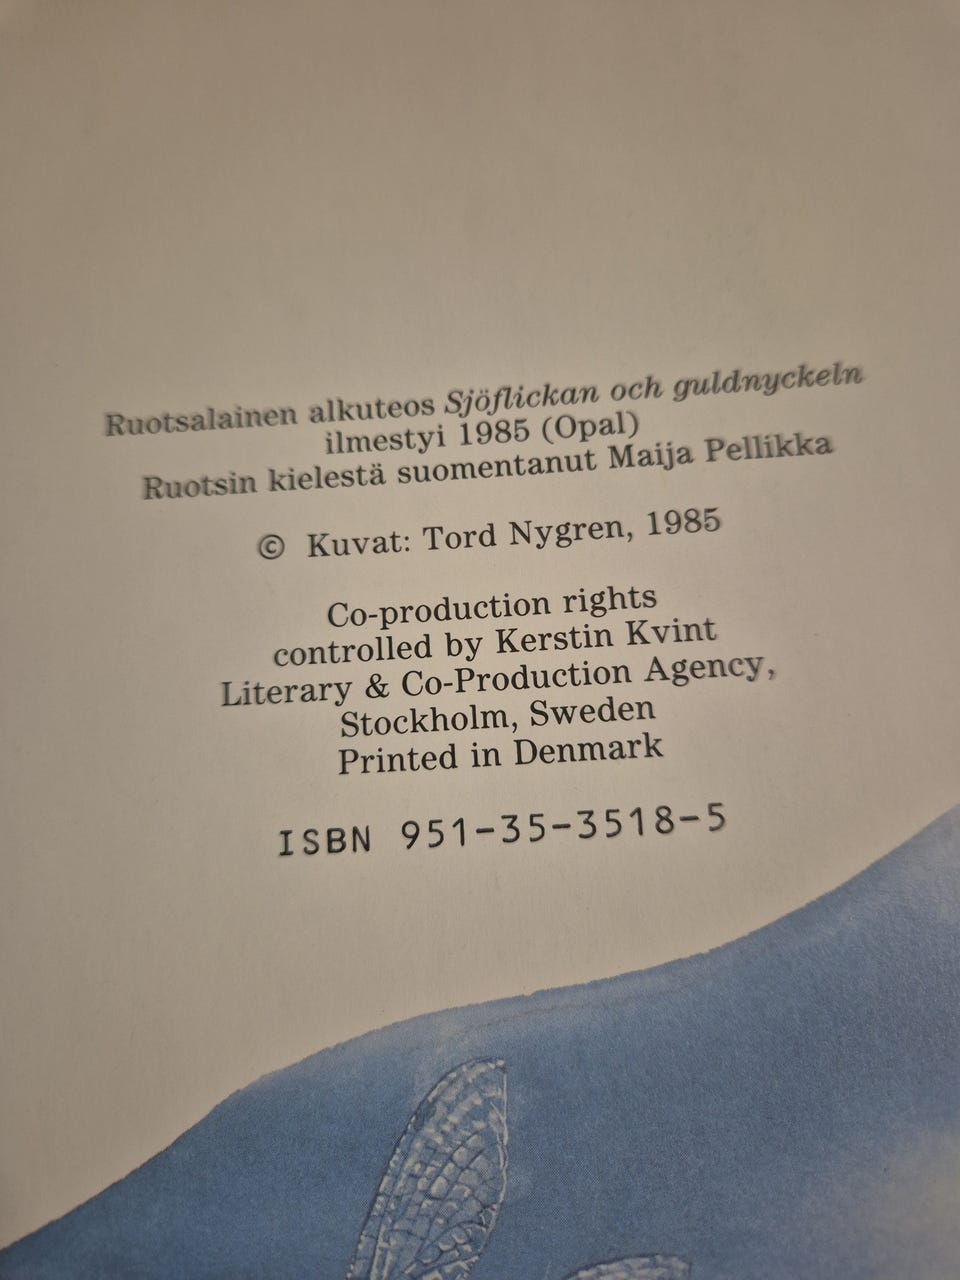 Ruotsalainen alkuteos Sjöflickan och guldnyckeln
ilmestyi 1985 (Opal)
Ruotsin kielestä suomentanut Maija Pellikka
© Kuvat: Tord Nygren, 1985
Co-production rights
controlled by Kerstin Kvint
Literary & Co-Production Agency,
Stockholm, Sweden
Printed in Denmark
ISBN 951-35-3518-5